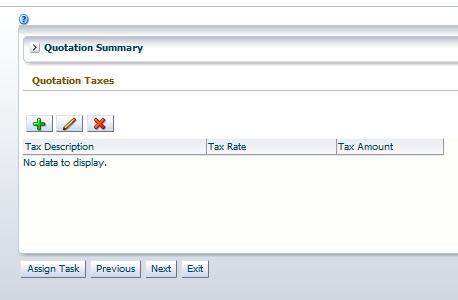 ?
Quotation Summary
Quotation Taxes
Tax Description Tax Rate Tax Amount
No data to display.
Assign Task Previous Next Exit